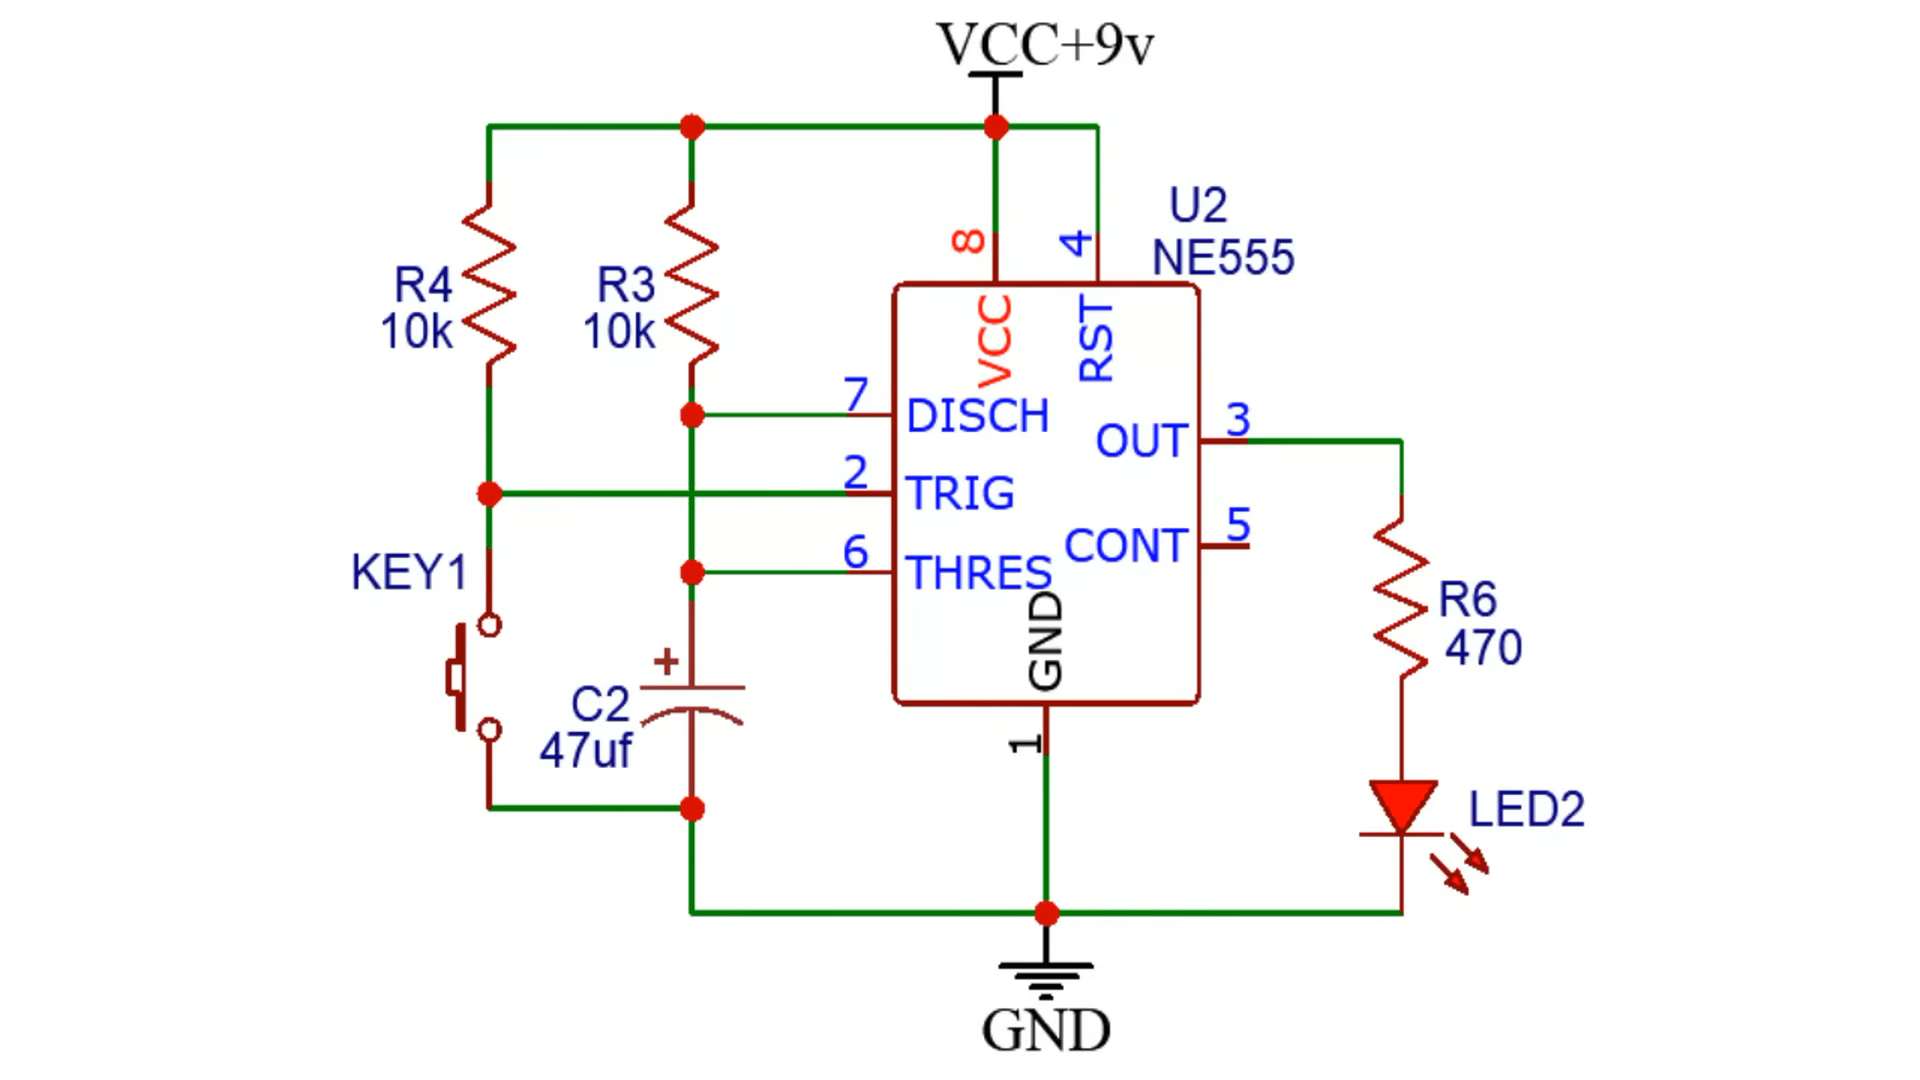 VCC+9v
U2
NE555
8
4
R4
10k
R3
10k
VCC
RST
7
DISCH
OUT
3
2
TRIG
CONT
5
6
THRES
KEY1
GND
R6
470
+
C2
47uf
1
LED2
GND